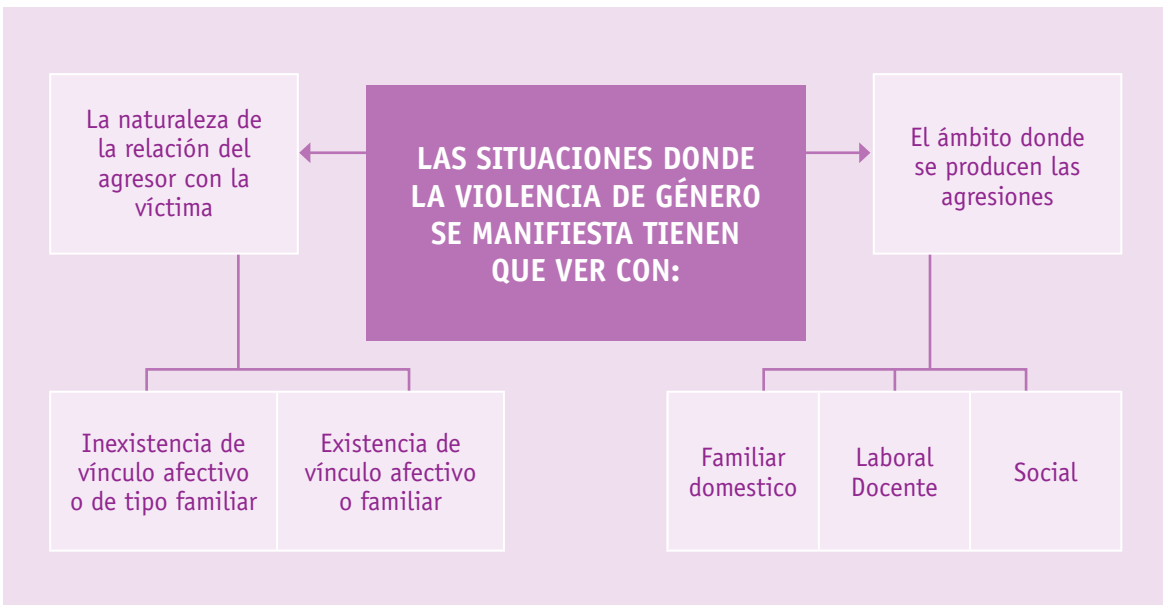 La naturaleza de
la relación del
agresor con la
víctima
LAS SITUACIONES DONDE
LA VIOLENCIA DE GÉNERO
SE MANIFIESTA TIENEN
QUE VER CON:
El ámbito donde
se producen las
agresiones
Inexistencia de
vínculo afectivo
o de tipo familiar
Existencia de
vínculo afectivo
o familiar
Familiar
domestico
Laboral
Docente
Social